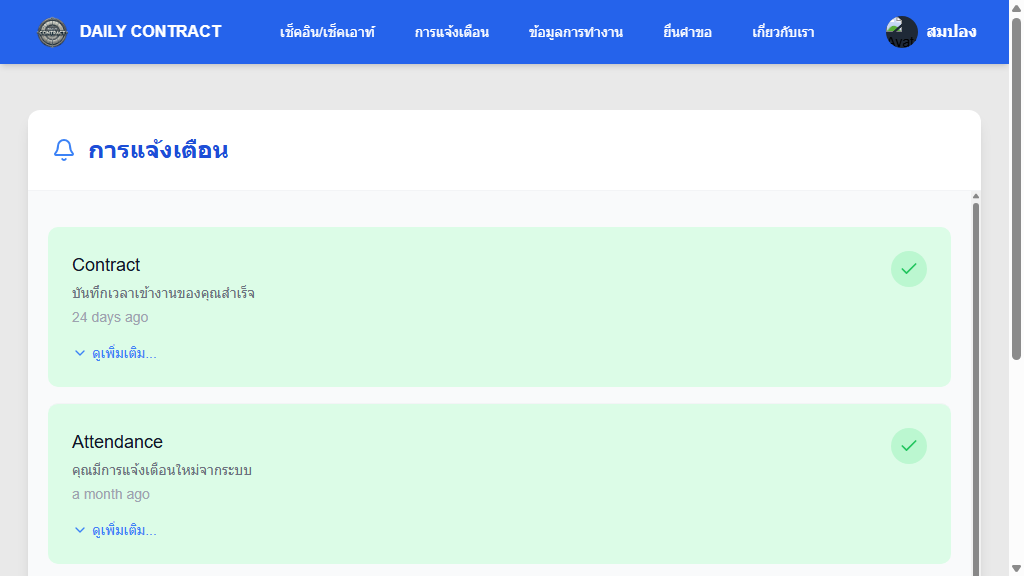 DAILY CONTRACT
เช็คอิน/เช็คเอาท์
การแจ้งเตือน
ข้อมูลการทำงาน
ยื่นคำขอ
เกี่ยวกับเรา
สมปอง
การแจ้งเตือน
Contract
บันทึกเวลาเข้างานของคุณสำเร็จ
24 days ago
ดูเพิ่มเติม...
Attendance
คุณมีการแจ้งเตือนใหม่จากระบบ
a month ago
ดูเพิ่มเติม...